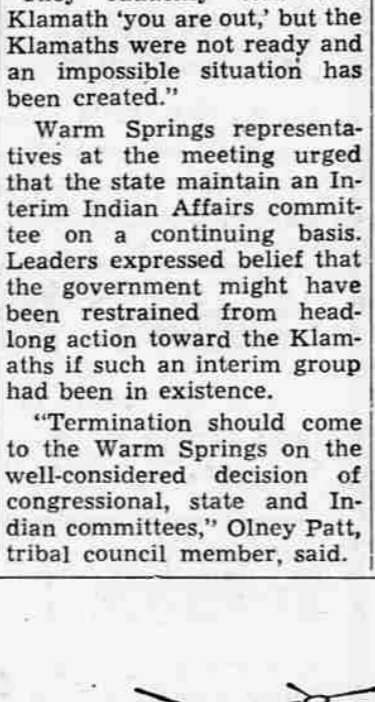 Klamath ‘you are out,’ but the
Klamaths were not ready and
an impossible situation has
been created.”
Warm Springs representa-
tives at the meeting urged
that the state maintain an In-
terim Indian Affairs commit-
tee on a continuing basis.
Leaders expressed belief that
the government might have
been restrained from head-
long action toward the Klam-
aths if such an interim group
had been in existence.
“Termination should come
to the Warm Springs on the
well-considered decision of
congressional, state and In-
dian committees,” Olney Patt,
tribal council member, said.